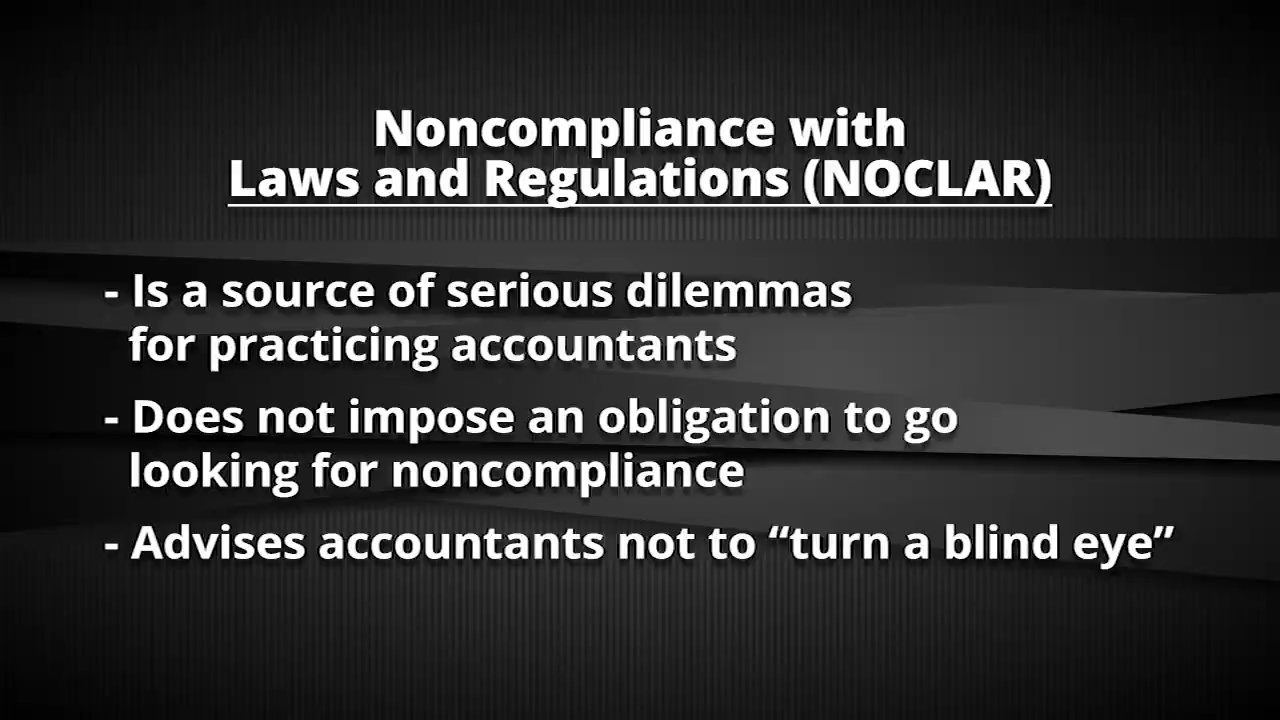 Noncompliance with
Laws and Regulations (NOCLAR)
- Is a source of serious dilemmas
for practicing accountants
- Does not impose an obligation to go
looking for noncompliance
- Advises accountants not to “turn a blind eye”